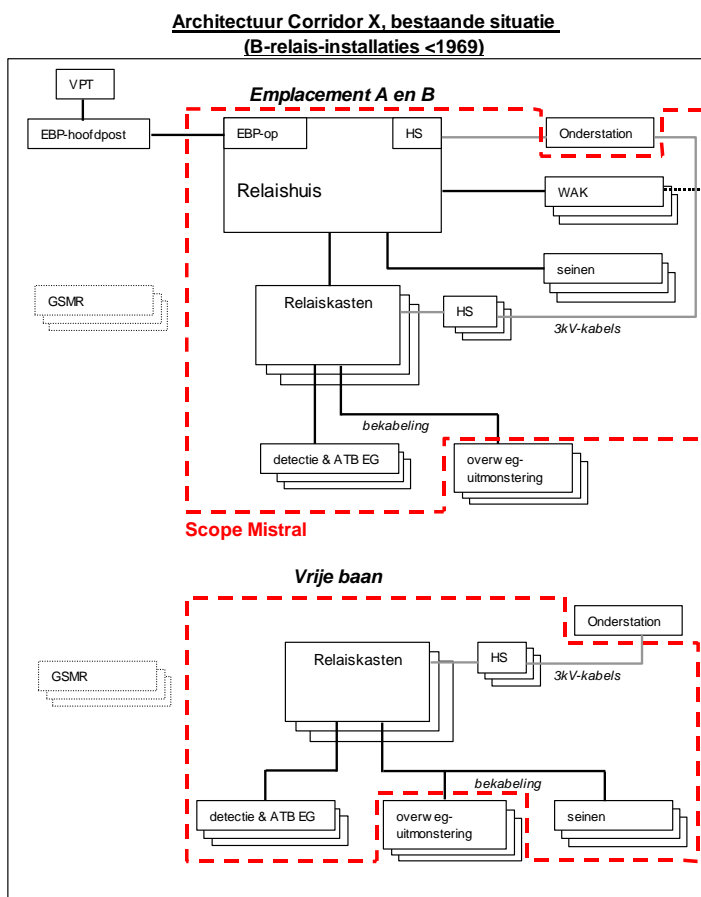 Architectuur Corridor X, bestaande situatie
(B-relais-installaties <1969)
VPT
Emplacement A en B
EBP-hoofdpost
EBP-op
HS
Onderstation
Relaishuis
WAK
seinen
GSMR
Relaiskasten
HS
3kV-kabels
bekabeling
detectie & ATB EG
overweg-
uitmonstering
Scope Mistral
Vrije baan
Onderstation
Relaiskasten
HS
GSMR
3kV-kabels
bekabeling
detectie & ATB EG
overweg-
uitmonstering
seinen